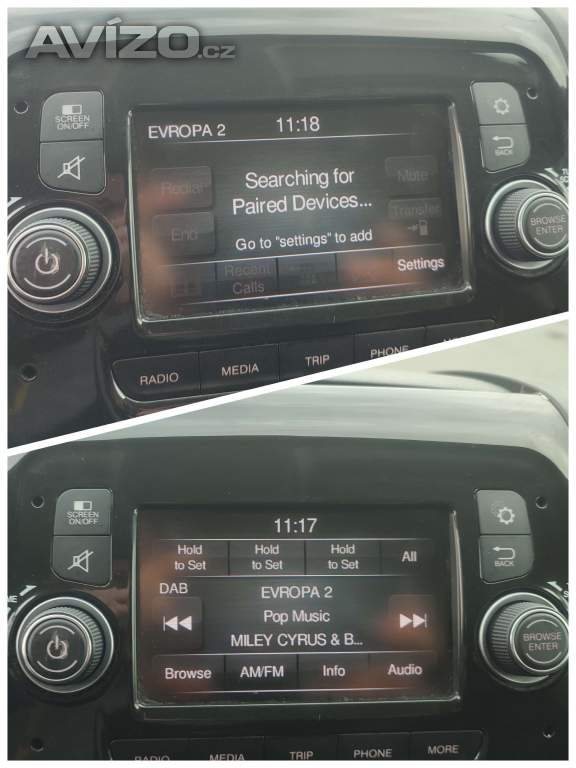 AVÍZO.cz
SCREEN
ON/OFF
BACK
EVROPA 2 11:18
Redial
Mute
Searching for
Paired Devices...
End
Transfer
Go to "settings" to add
Recent
Calls
Settings
BROWSE
ENTER
RADIO
MEDIA
TRIP
PHONE
SCREEN
ON/OFF
BACK
11:17
Hold
to Set
Hold
to Set
Hold
to Set
All
DAB
EVROPA 2
Pop Music
MILEY CYRUS & B...
Browse
AM/FM
Info
Audio
BROWSE
ENTER
RADIO
MEDIA
TRIP
PHONE
MORE